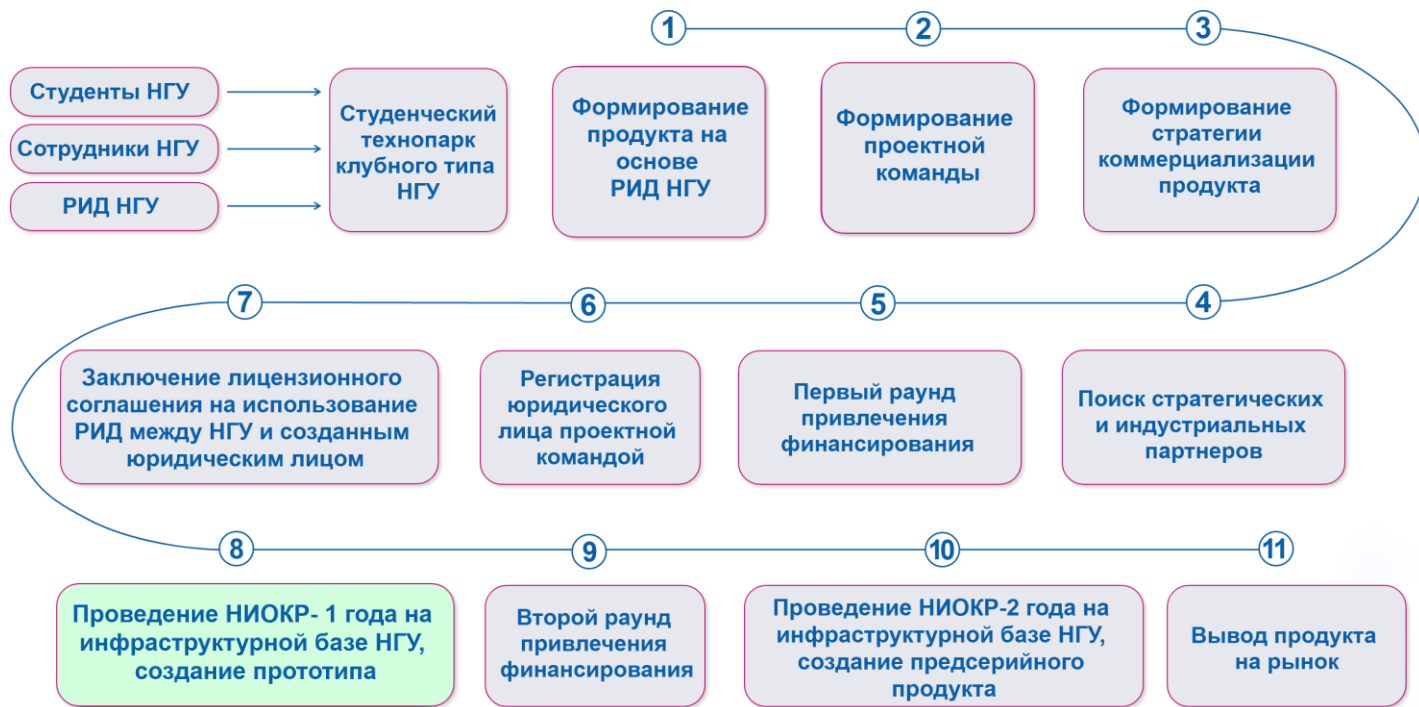 1
2
3
Студенты НГУ
Сотрудники НГУ
РИД НГУ
Студенческий
технопарк
клубного типа
НГУ
Формирование
продукта на
основе
РИД НГУ
Формирование
проектной
команды
Формирование
стратегии
коммерциализации
продукта
7
6
5
4
Заключение лицензионного
соглашения на использование
РИД между НГУ и созданным
юридическим лицом
Регистрация
юридического
лица проектной
командой
Первый раунд
привлечения
финансирования
Поиск стратегических
и индустриальных
партнеров
8
9
10
11
Проведение НИОКР- 1 года на
инфраструктурной базе НГУ,
создание прототипа
Второй раунд
привлечения
финансирования
Проведение НИОКР-2 года на
инфраструктурной базе НГУ,
создание предсерийного
продукта
Вывод продукта
на рынок